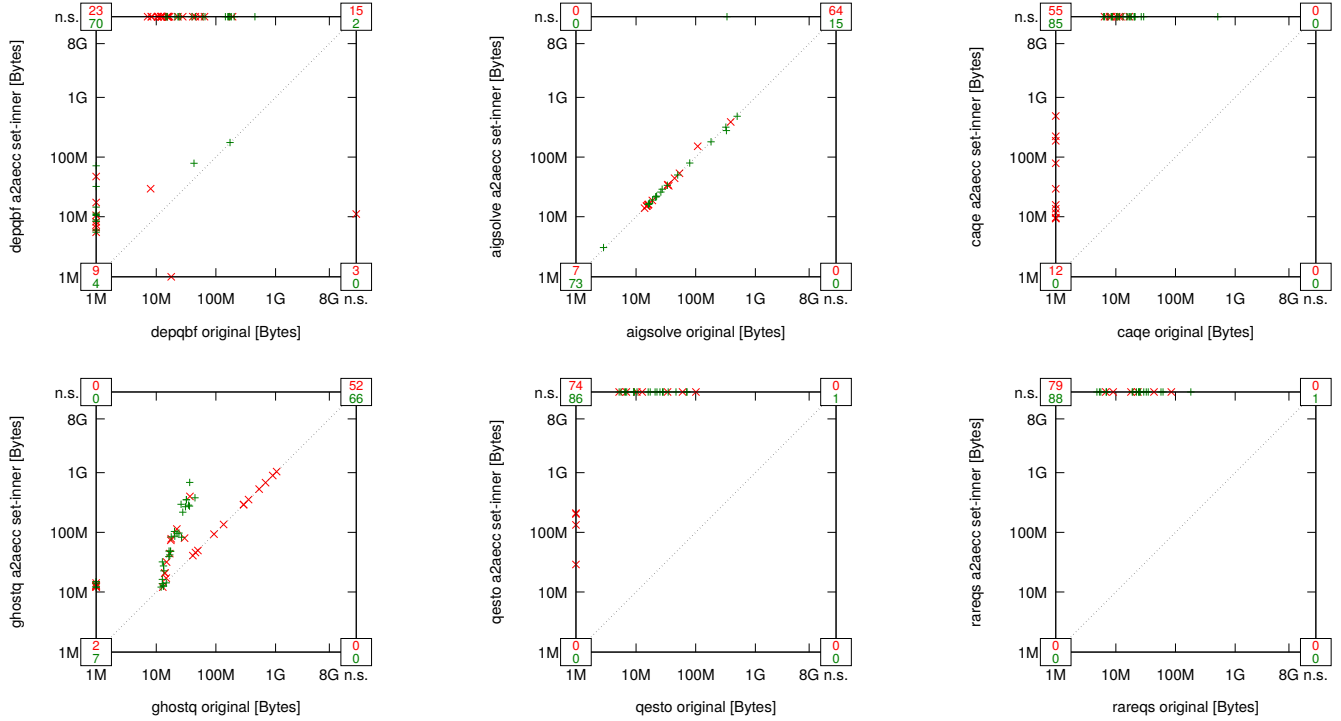 23
70
15
2
n.s.
8G
1G
100M
10M
1M
9
4
3
0
1M 10M 100M 1G 8G n.s.
depqbf a2aecc set-inner [Bytes]
depqbf original [Bytes]
0
0
64
15
n.s.
8G
1G
100M
10M
1M
7
73
0
0
1M 10M 100M 1G 8G n.s.
aigsolve a2aecc set-inner [Bytes]
aigsolve original [Bytes]
55
85
0
0
n.s.
8G
1G
100M
10M
1M
12
0
0
0
1M 10M 100M 1G 8G n.s.
caqe a2aecc set-inner [Bytes]
caqe original [Bytes]
0
0
52
66
n.s.
8G
1G
100M
10M
1M
2
7
0
0
1M 10M 100M 1G 8G n.s.
ghostq a2aecc set-inner [Bytes]
ghostq original [Bytes]
74
86
0
1
n.s.
8G
1G
100M
10M
1M
0
0
0
0
1M 10M 100M 1G 8G n.s.
qesto a2aecc set-inner [Bytes]
qesto original [Bytes]
79
88
0
1
n.s.
8G
1G
100M
10M
1M
0
0
0
0
1M 10M 100M 1G 8G n.s.
rareqs a2aecc set-inner [Bytes]
rareqs original [Bytes]